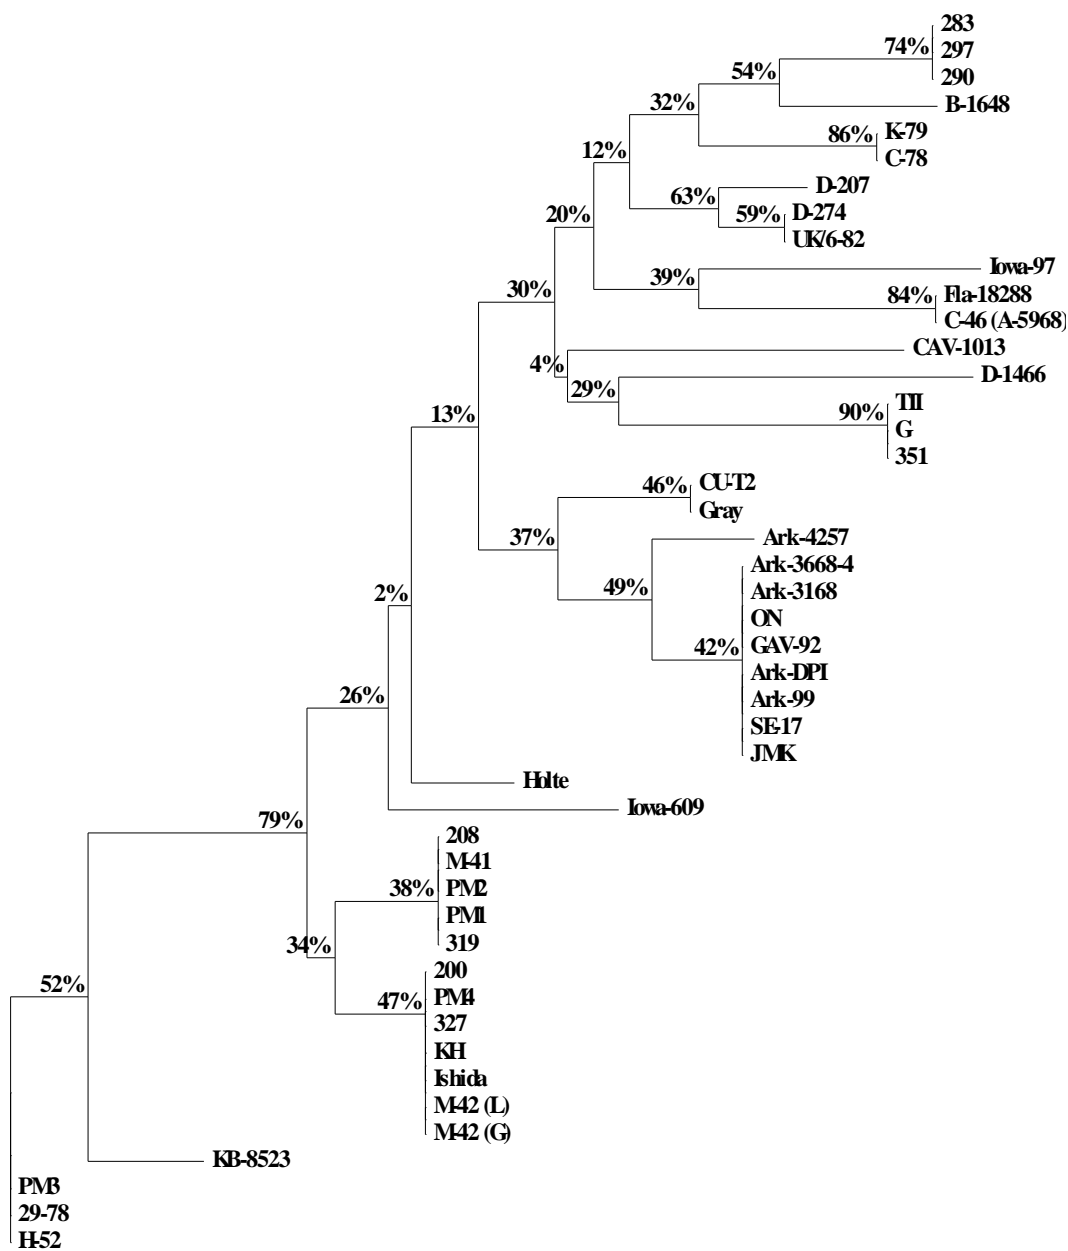 283
74%
297
54%
290
32%
B-1648
86%
K-79
C-78
12%
D-207
63%
59%
D-274
20%
UK/6-82
Iowa-97
39%
30%
84%
Fla-18288
C-46 (A-5968)
CAV-1013
4%
D-1466
29%
TII
13%
90%
G
351
46%
CU-T2
Gray
37%
Ark-4257
Ark-3668-4
49%
Ark-3168
2%
ON
42%
GAV-92
Ark-DPI
26%
Ark-99
SE-17
JMK
Holte
Iowa-609
79%
208
M-41
38%
PM2
PM1
34%
319
200
52%
47%
PM4
327
KH
Ishida
M-42 (L)
M-42 (G)
KB-8523
PM3
29-78
H-52